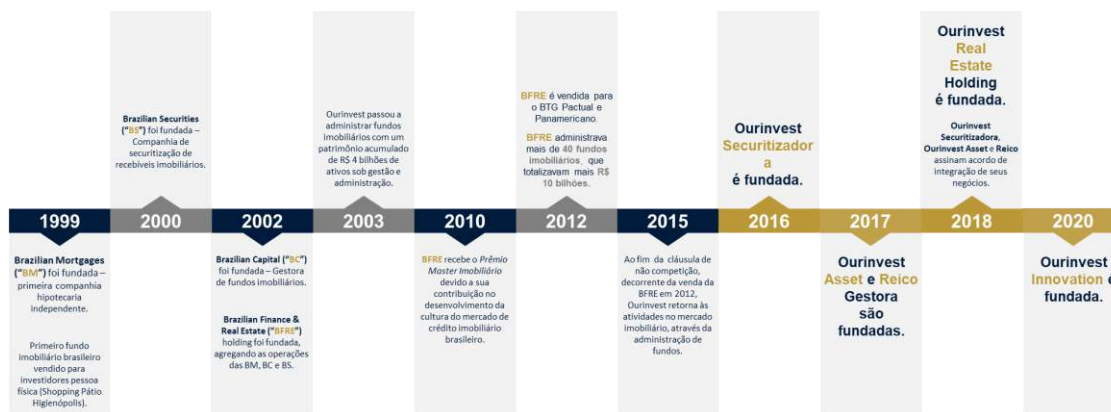 1999
Brazilian Mortgages
("BM") foi fundada –
primeira companhia
hipotecaria
independente.
Primeiro fundo
imobiliário brasileiro
vendido para
investidores pessoa
física (Shopping Pátio
Higienópolis).
Brazilian Securities
("BS") foi fundada –
Companhia de
securitização de
recebíveis imobiliários.
2000
2002
Brazilian Capital ("BC")
foi fundada – Gestora
de fundos imobiliários.
Brazilian Finance &
Real Estate ("BFRE")
holding foi fundada,
agregando as operações
das BM, BC e BS.
Ourinvest passou a
administrar fundos
imobiliários com um
patrimônio acumulado
de R$ 4 bilhões de
ativos sob gestão e
administração.
2003
2010
BFRE recebe o Prêmio
Master Imobiliário
devido a sua
contribuição no
desenvolvimento da
cultura do mercado de
crédito imobiliário
brasileiro.
BFRE é vendida para
o BTG Pactual e
Panamericano.
BFRE administrava
mais de 40 fundos
imobiliários, que
totalizavam mais R$
10 bilhões.
2012
2015
Ao fim da cláusula de
não competição,
decorrente da venda da
BFRE em 2012,
Ourinvest retorna às
atividades no mercado
imobiliário, através da
administração de
fundos.
Ourinvest
Securitizador
a
é fundada.
2016
2017
Ourinvest
Asset e Reico
Gestora
são
fundadas.
Ourinvest
Real
Estate
Holding
é fundada.
Ourinvest
Securitizadora,
Ourinvest Asset e Reico
assinam acordo de
integração de seus
negócios.
2018
2020
Ourinvest
Innovation é
fundada.